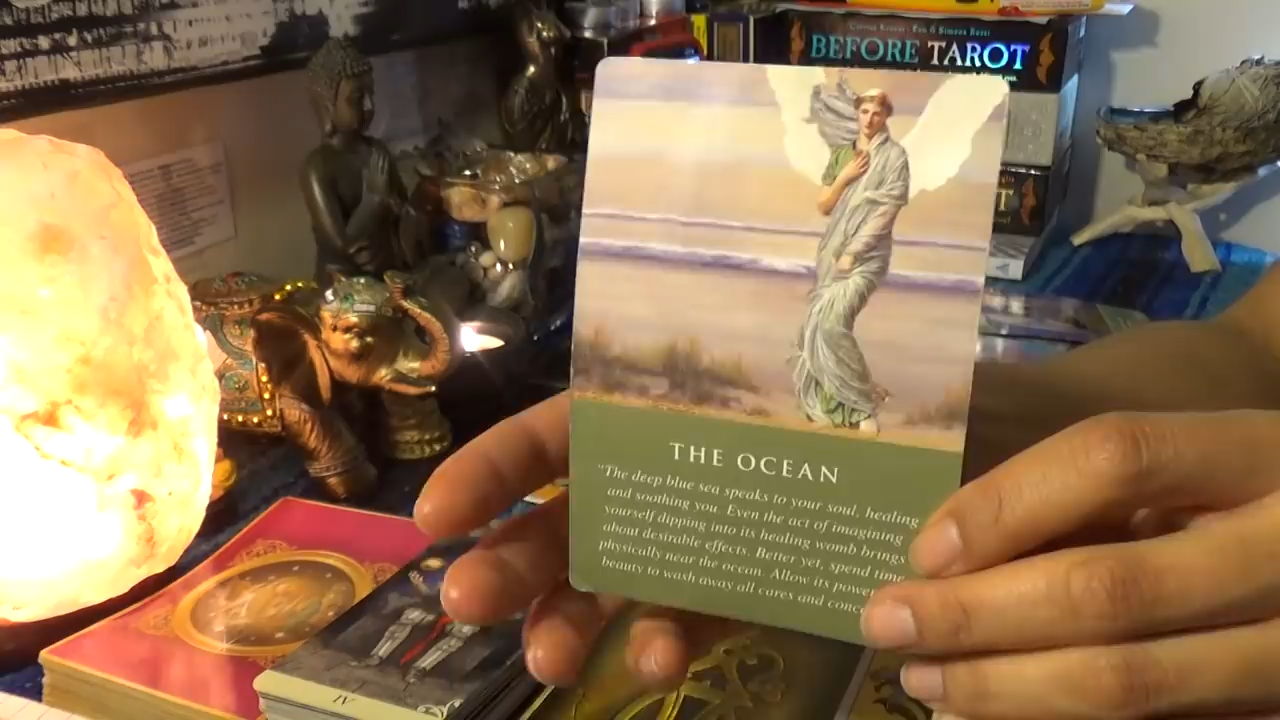 BEFORE TAROT
THE OCEAN
"The deep blue sea speaks to your soul, healing
and soothing you. Even the act of imagining
yourself dipping into its healing womb brings
about desirable effects. Better yet, spend time
physically near the ocean. Allow its power
beauty to wash away all cares and conce
IV